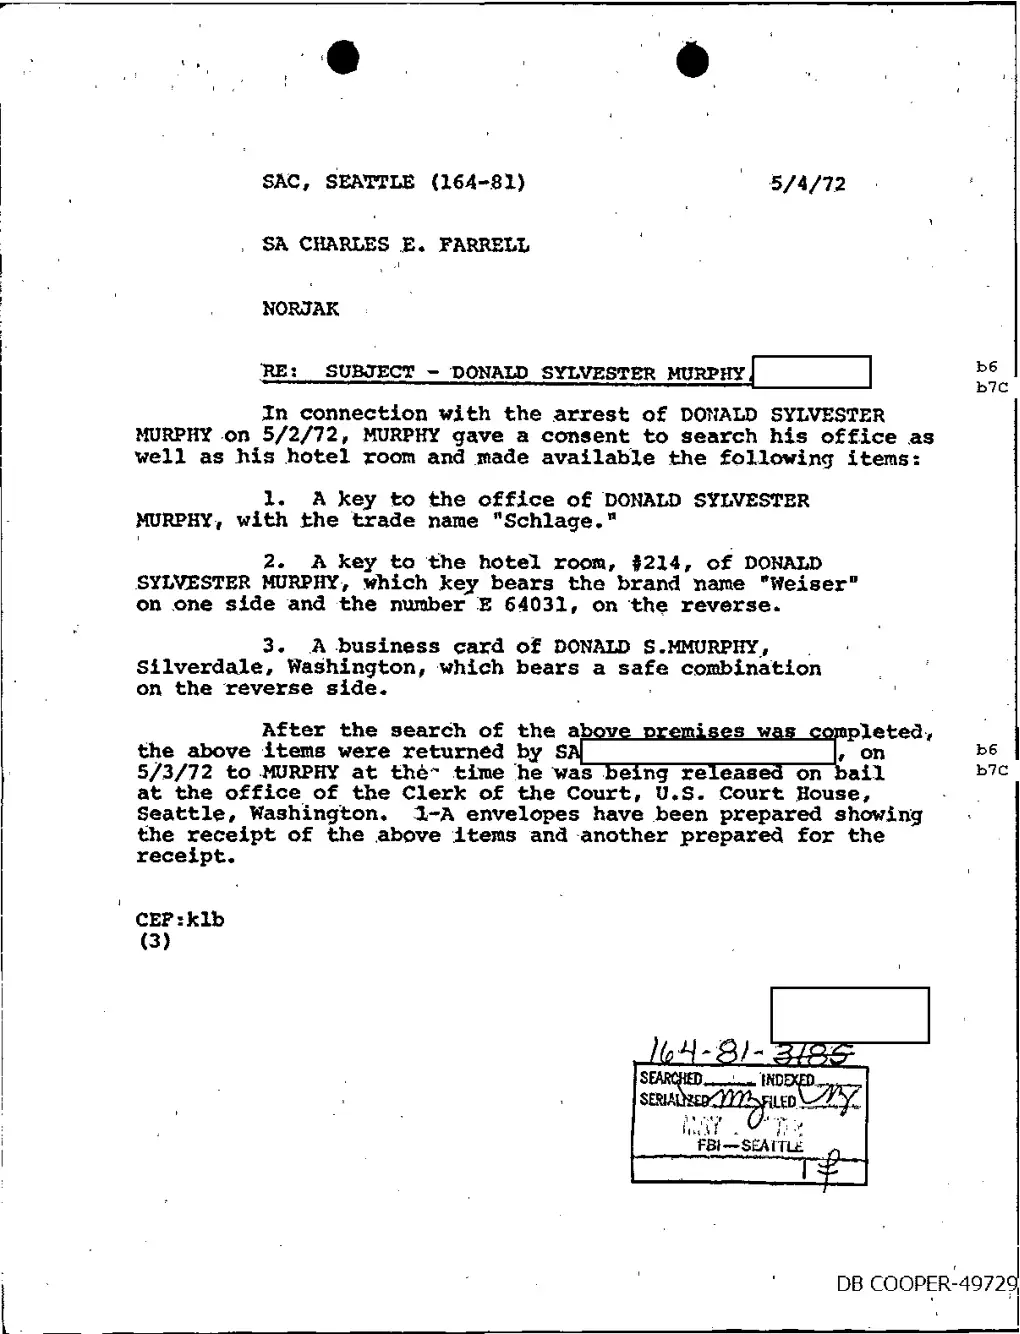 SAC, SEATTLE (164-81) 5/4/72
SA CHARLES E. FARRELL
NORJAK
RE: SUBJECT - DONALD SYLVESTER MURPHY,
b6
b7C
In connection with the arrest of DONALD SYLVESTER
MURPHY on 5/2/72, MURPHY gave a consent to search his office as
well as his hotel room and made available the following items:
1. A key to the office of DONALD SYLVESTER
MURPHY, with the trade name "Schlage."
2. A key to the hotel room, #214, of DONALD
SYLVESTER MURPHY, which key bears the brand name "Weiser"
on one side and the number E 64031, on the reverse.
3. A business card of DONALD S.MMURPHY,
Silverdale, Washington, which bears a safe combination
on the reverse side.
After the search of the above premises was completed,
the above items were returned by SA , on
b6
b7C
5/3/72 to MURPHY at the time he was being released on bail
at the office of the Clerk of the Court, U.S. Court House,
Seattle, Washington. 1-A envelopes have been prepared showing
the receipt of the above items and another prepared for the
receipt.
CEF:klb
(3)
164-81-3185
SEARCHED INDEXED
SERIALIZED FILED
MAY
FBI—SEATTLE
DB COOPER-49729